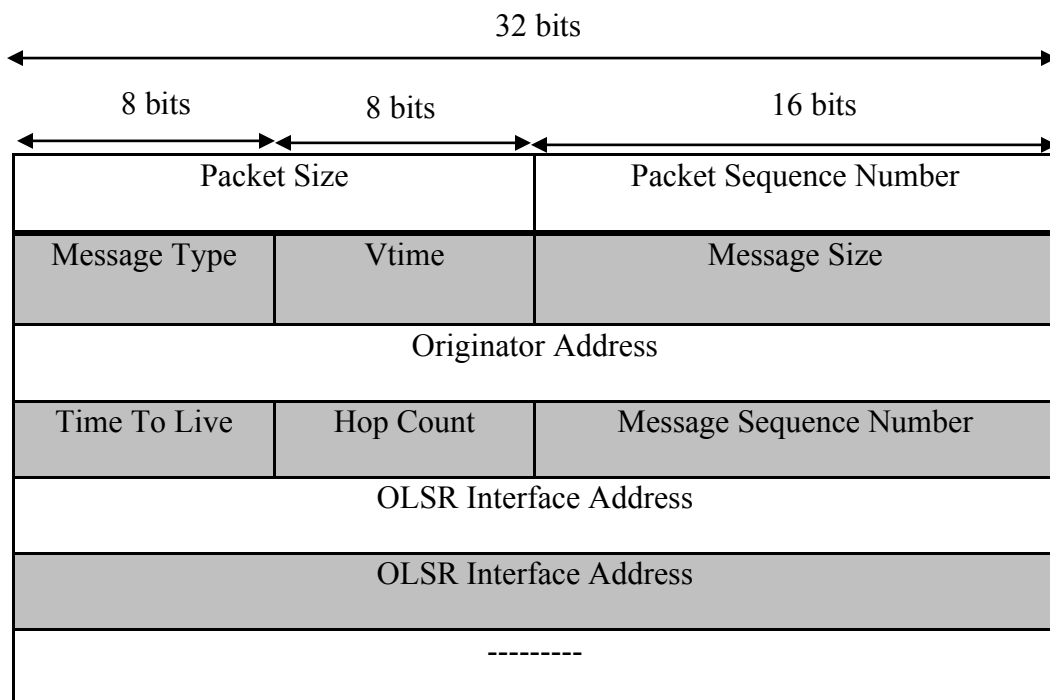 32 bits
8 bits 8 bits 16 bits
Packet Size Packet Sequence Number
Message Type Vtime Message Size
Originator Address
Time To Live Hop Count Message Sequence Number
OLSR Interface Address
OLSR Interface Address
---------